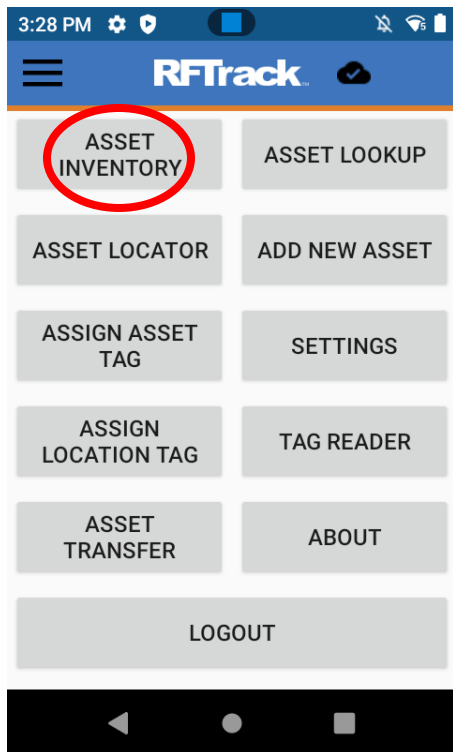 3:28 PM
RFTrack
ASSET
INVENTORY
ASSET LOOKUP
ASSET LOCATOR
ADD NEW ASSET
ASSIGN ASSET
TAG
SETTINGS
ASSIGN
LOCATION TAG
TAG READER
ASSET
TRANSFER
ABOUT
LOGOUT